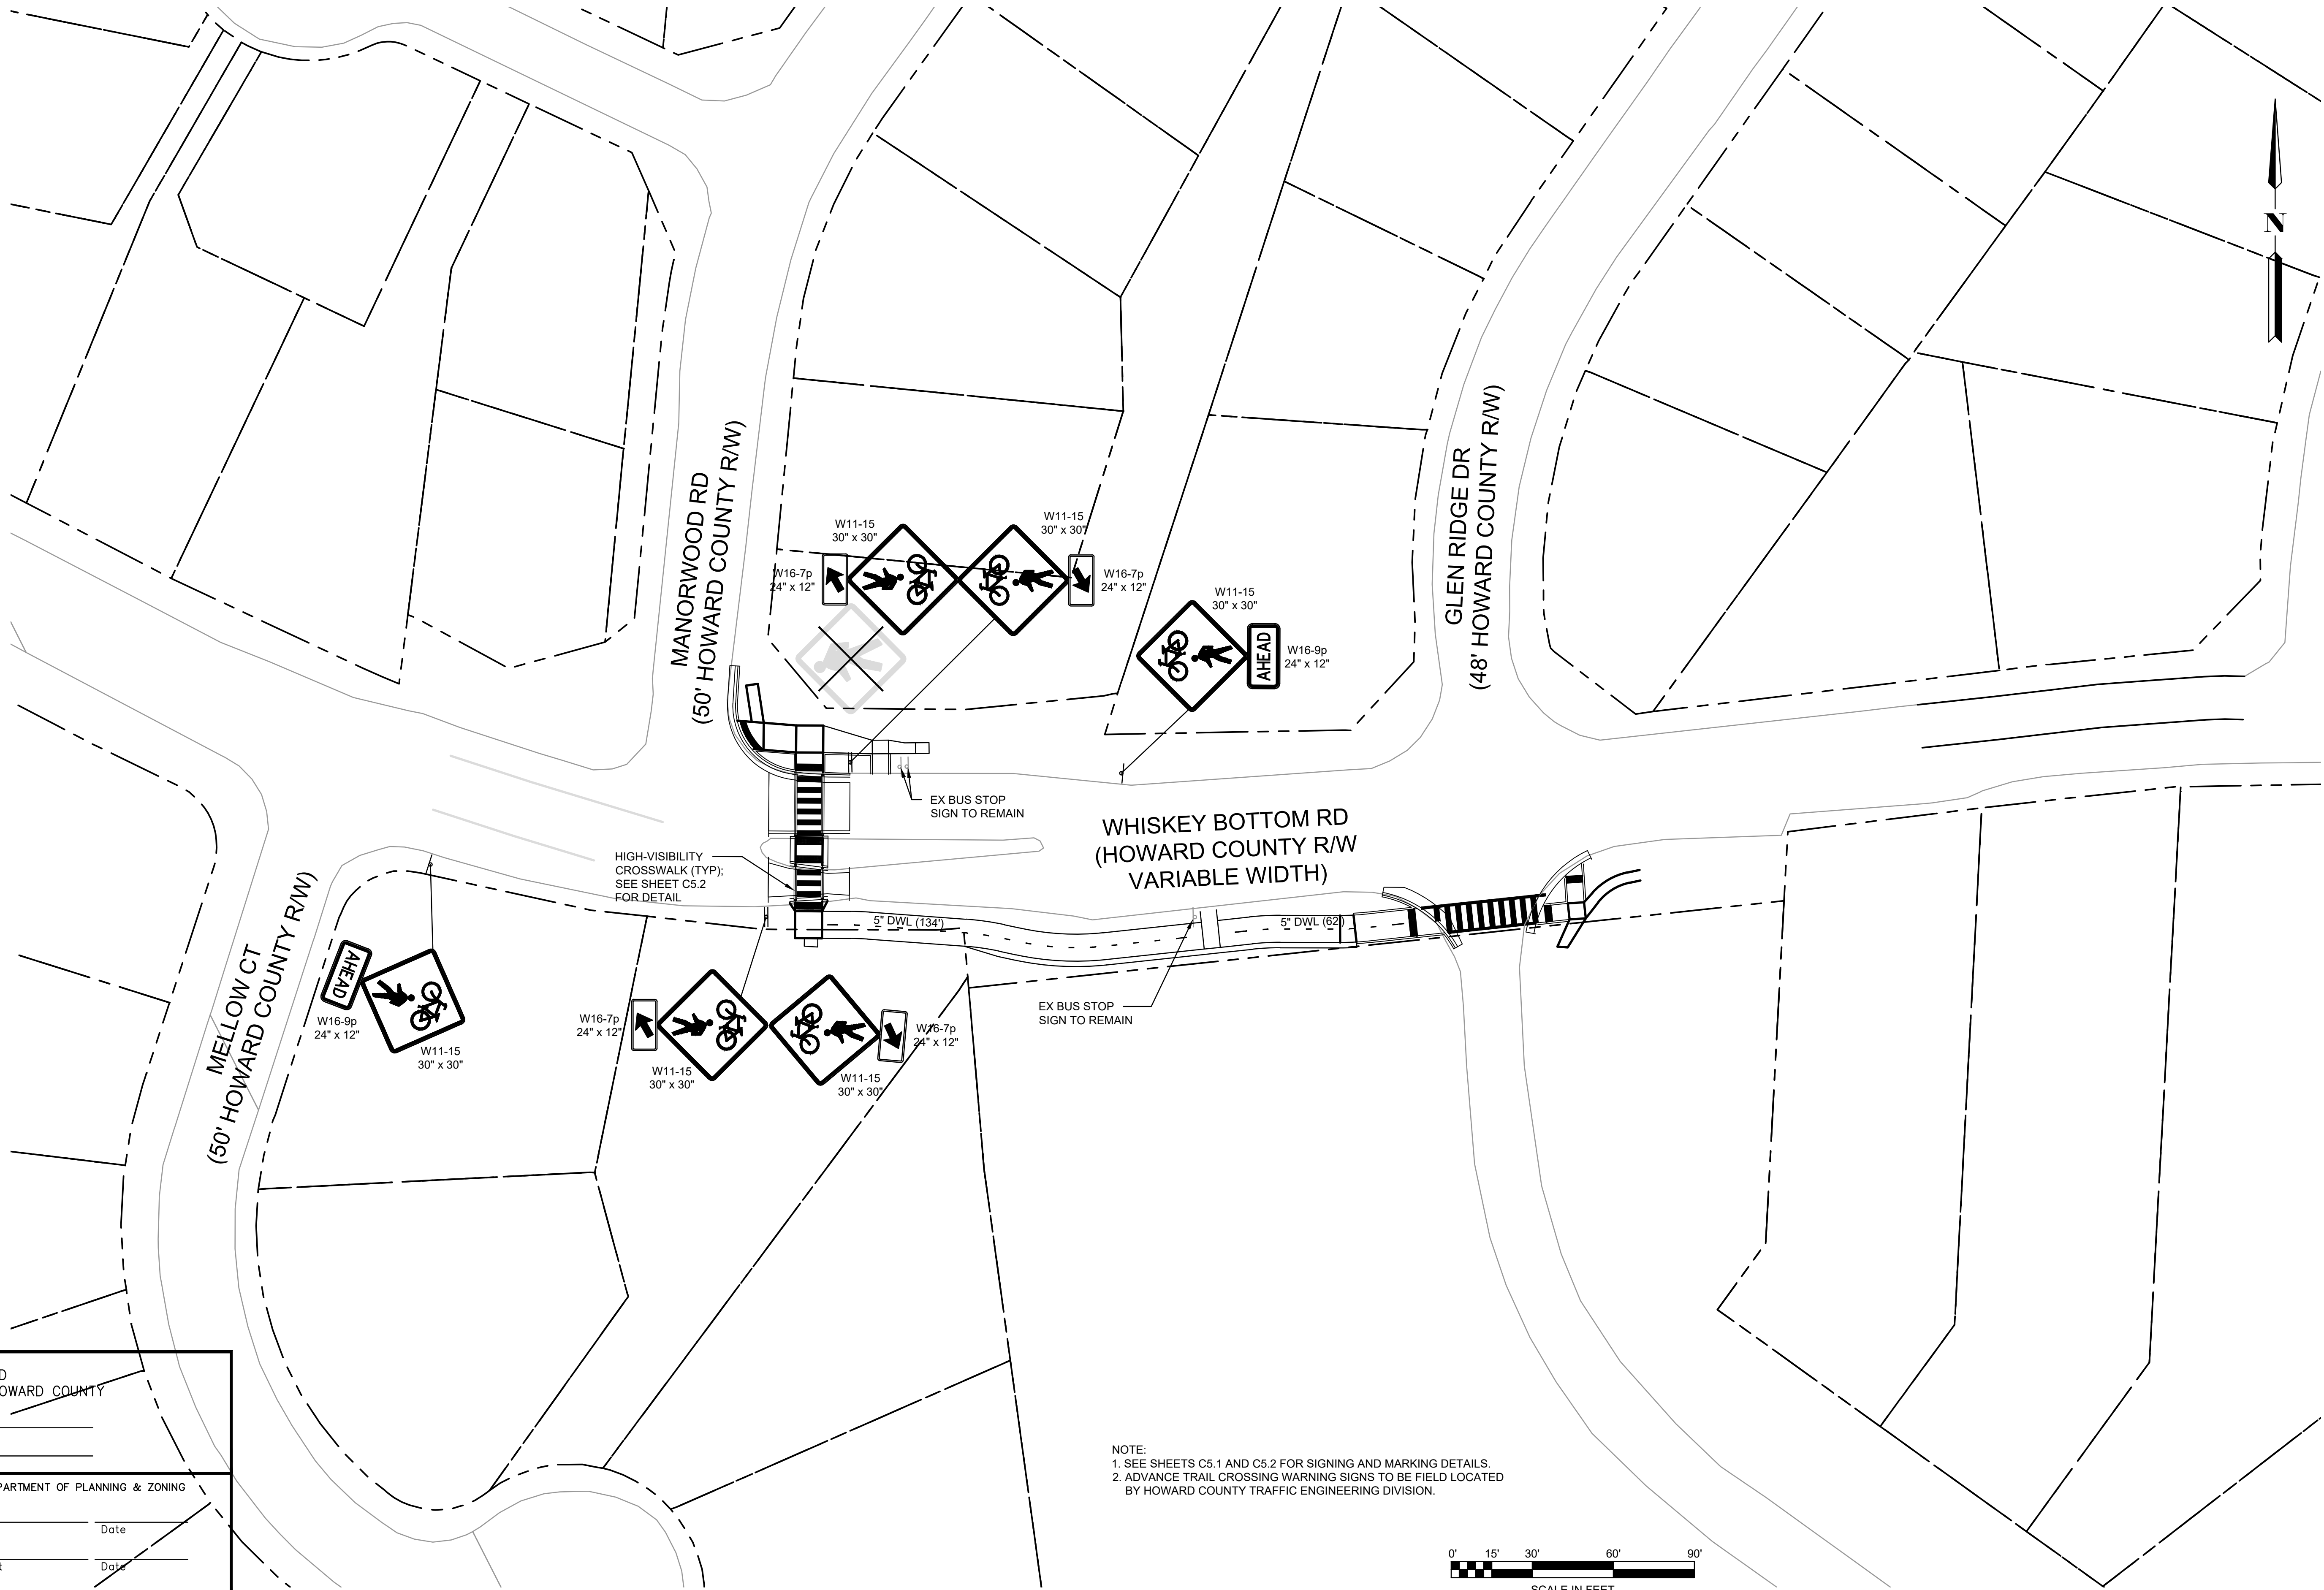 N
MANORWOOD RD
(50' HOWARD COUNTY R/W)
GLEN RIDGE DR
(48' HOWARD COUNTY R/W)
W11-15
30" x 30"
W11-15
30" x 30"
W16-7p
24" x 12"
W16-7p
24" x 12"
W11-15
30" x 30"
AHEAD
W16-9p
24" x 12"
EX BUS STOP
SIGN TO REMAIN
WHISKEY BOTTOM RD
(HOWARD COUNTY R/W
VARIABLE WIDTH)
HIGH-VISIBILITY
CROSSWALK (TYP);
SEE SHEET C5.2
FOR DETAIL
5" DWL (134')
5" DWL (62')
MELLOW CT
(50' HOWARD COUNTY R/W)
AHEAD
W16-9p
24" x 12"
W11-15
30" x 30"
W16-7p
24" x 12"
W11-15
30" x 30"
W16-7p
24" x 12"
W11-15
30" x 30"
EX BUS STOP
SIGN TO REMAIN
D
OWARD COUNTY
PARTMENT OF PLANNING & ZONING
Date
t
Date
NOTE:
1. SEE SHEETS C5.1 AND C5.2 FOR SIGNING AND MARKING DETAILS.
2. ADVANCE TRAIL CROSSING WARNING SIGNS TO BE FIELD LOCATED
BY HOWARD COUNTY TRAFFIC ENGINEERING DIVISION.
0' 15' 30' 60' 90'
SCALE IN FEET